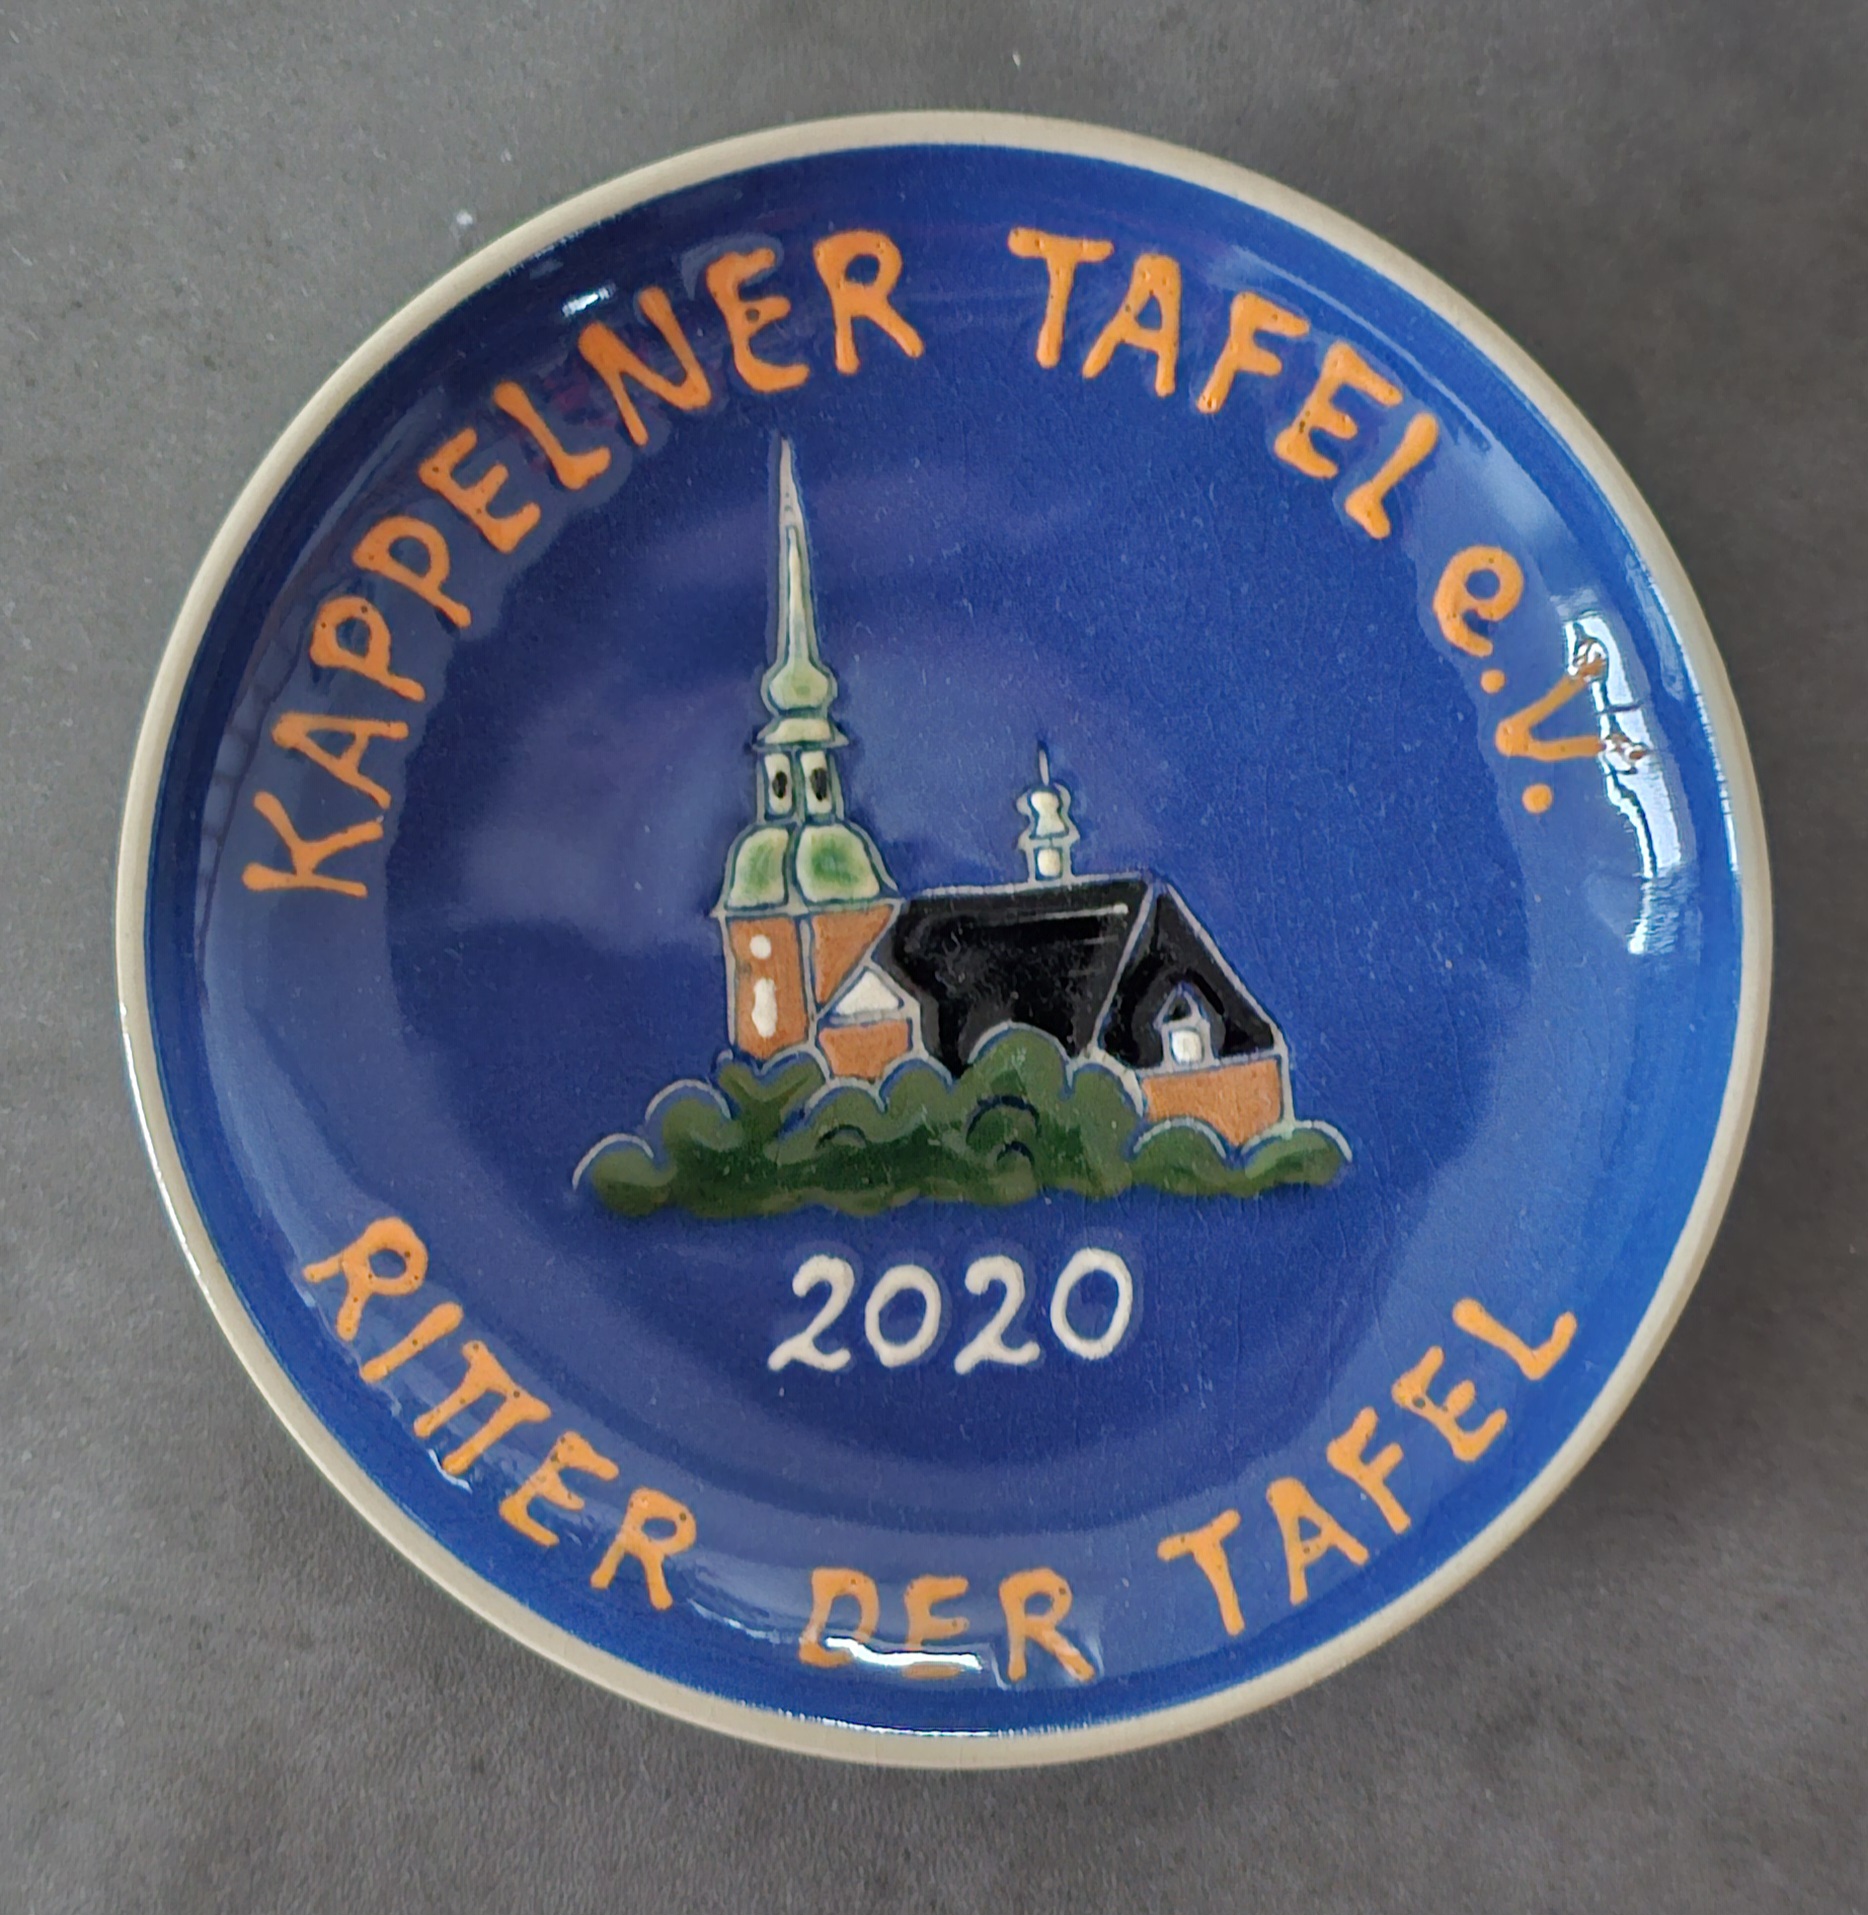 KAPPELNER TAFEL e.V.
2020
RITTER DER TAFEL